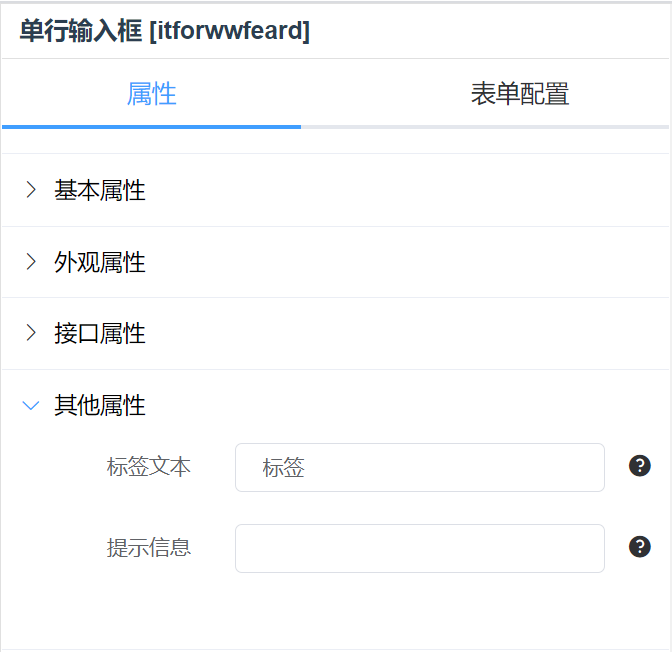 单行输入框 [itforwwfeard]
属性 表单配置
基本属性
外观属性
接口属性
其他属性
标签文本 标签 ?
提示信息 ?